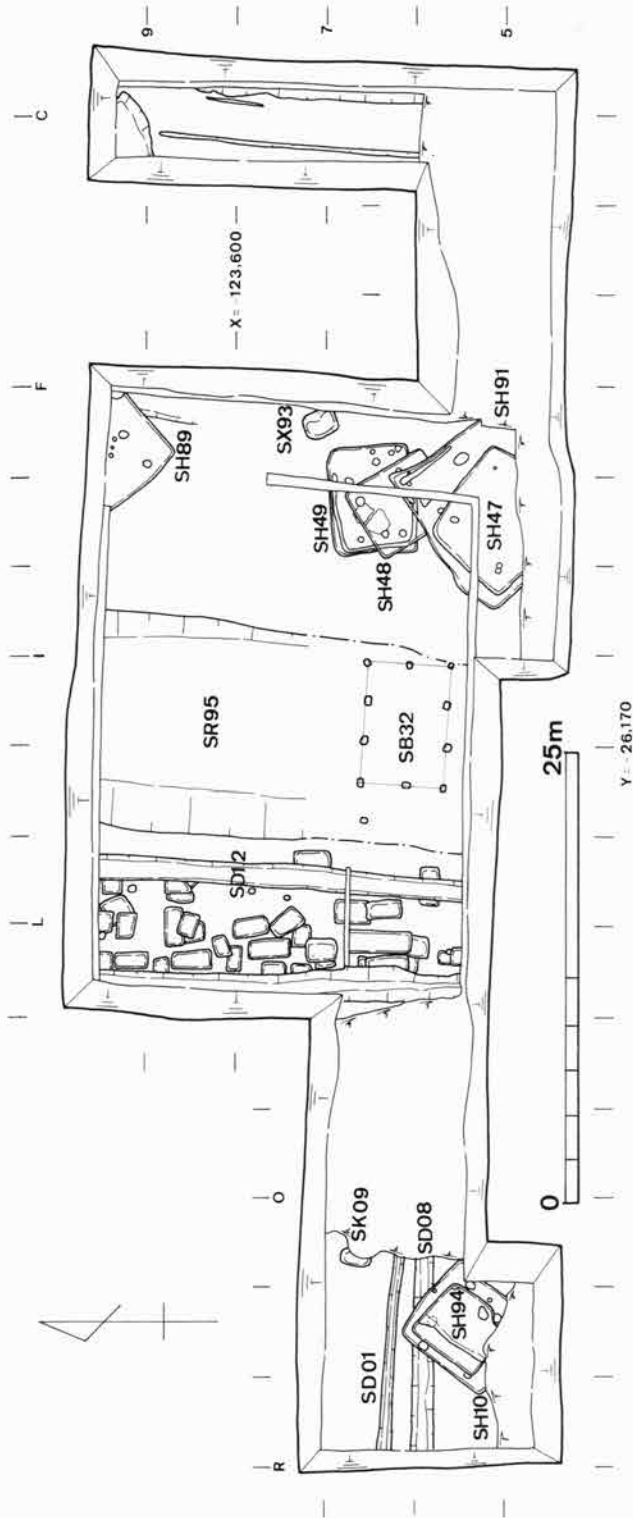 9
7
5
C
F
I
L
O
R
X = -123,600
SH89
SX93
SH91
SH49
SH48
SH47
SR95
SB32
SD12
25m
0
Y = -26,170
SK09
SD08
SD01
SH94
SH10